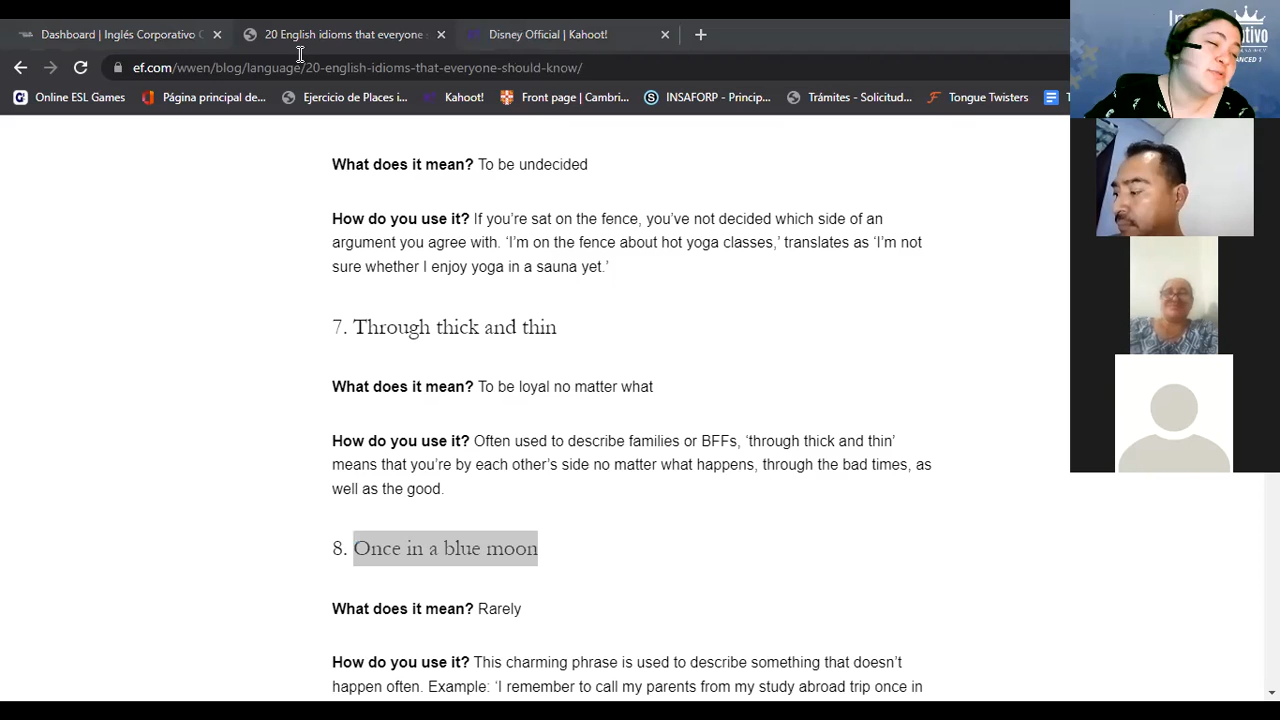 Dashboard | Inglés Corporativo
20 English idioms that everyone
Disney Official | Kahoot!
ef.com/wwen/blog/language/20-english-idioms-that-everyone-should-know/
Online ESL Games
Página principal de...
Ejercicio de Places i...
Kahoot!
Front page | Cambri...
INSAFORP - Princip...
Trámites - Solicitud...
Tongue Twisters
What does it mean? To be undecided
How do you use it? If you’re sat on the fence, you’ve not decided which side of an
argument you agree with. ‘I’m on the fence about hot yoga classes,’ translates as ‘I’m not
sure whether I enjoy yoga in a sauna yet.’
7. Through thick and thin
What does it mean? To be loyal no matter what
How do you use it? Often used to describe families or BFFs, ‘through thick and thin’
means that you’re by each other’s side no matter what happens, through the bad times, as
well as the good.
8. Once in a blue moon
What does it mean? Rarely
How do you use it? This charming phrase is used to describe something that doesn’t
happen often. Example: ‘I remember to call my parents from my study abroad trip once in